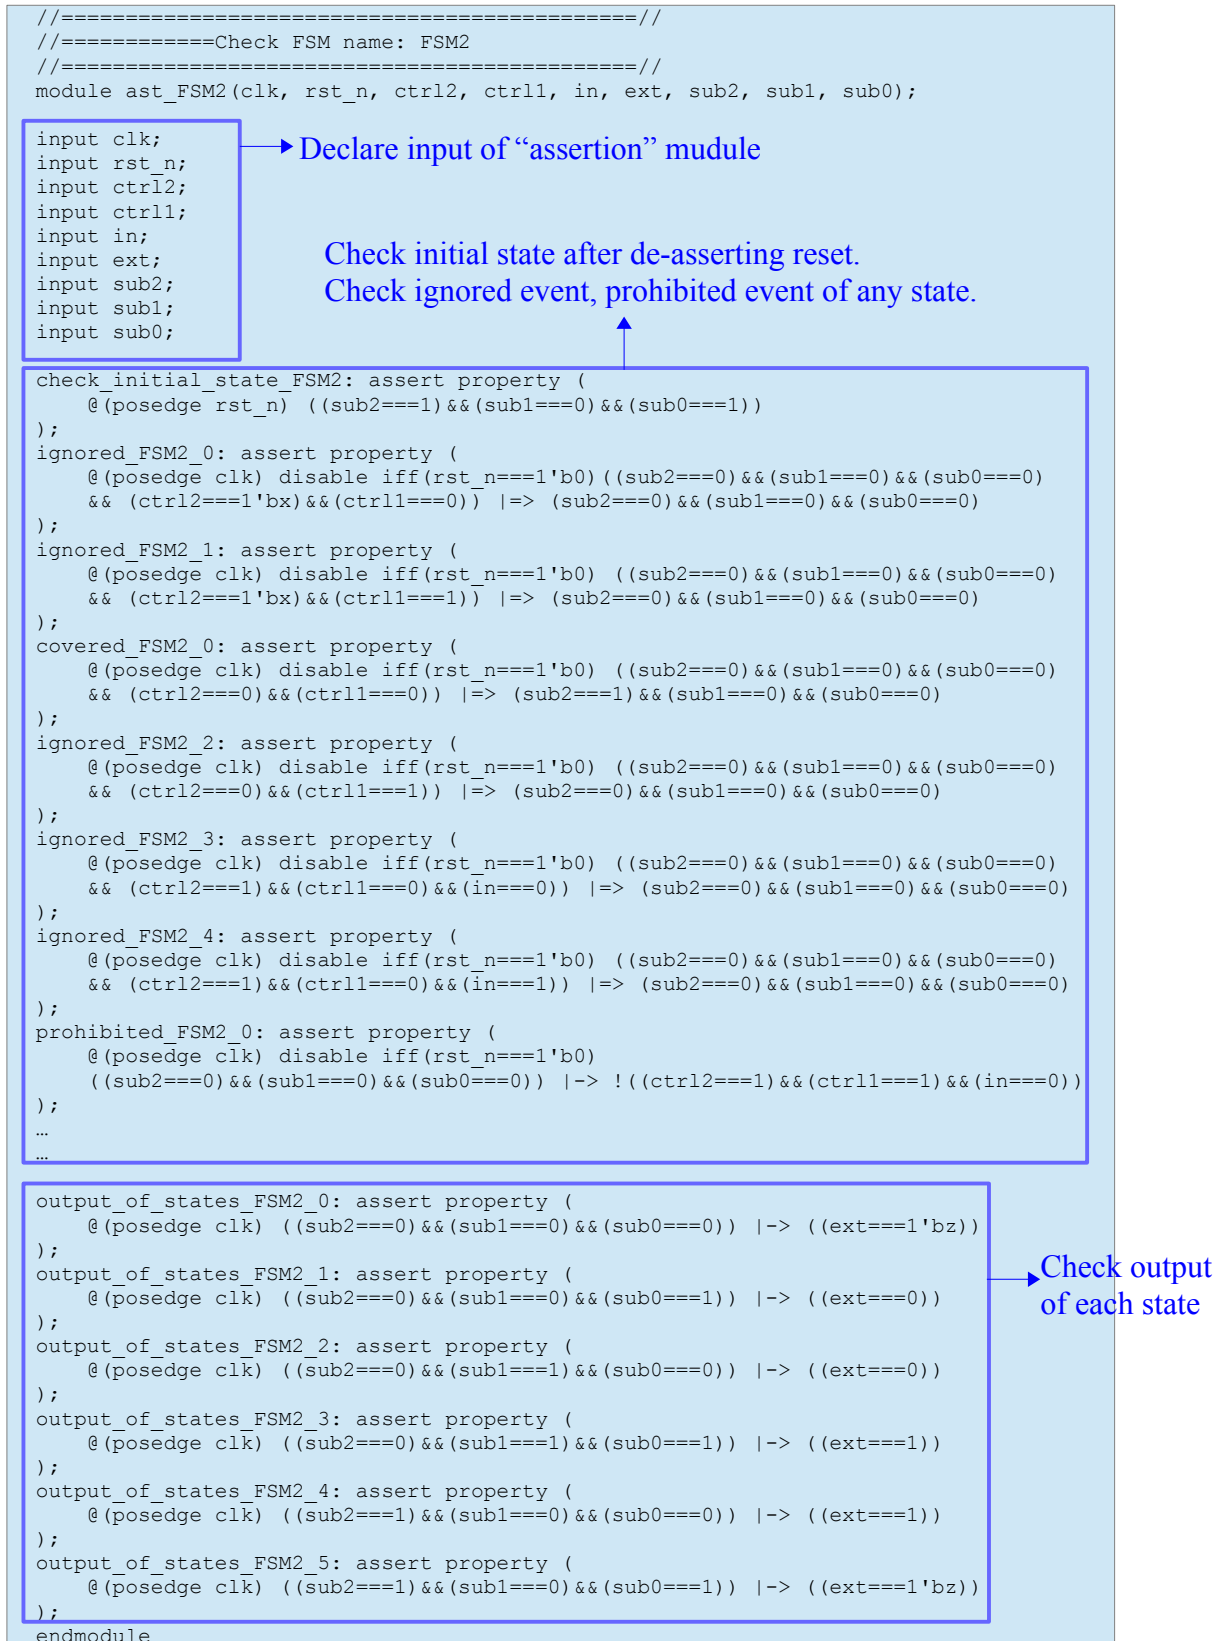 //=============================================//
//============Check FSM name: FSM2
//=============================================//
module ast_FSM2(clk, rst_n, ctrl2, ctrl1, in, ext, sub2, sub1, sub0);
input clk;
input rst_n;
input ctrl2;
input ctrl1;
input in;
input ext;
input sub2;
input sub1;
input sub0;
Declare input of “assertion” mudule
Check initial state after de-asserting reset.
Check ignored event, prohibited event of any state.
check_initial_state_FSM2: assert property (
@(posedge rst_n) ((sub2===1)&&(sub1===0)&&(sub0===1))
);
ignored_FSM2_0: assert property (
@(posedge clk) disable iff(rst_n===1'b0)((sub2===0)&&(sub1===0)&&(sub0===0)
&& (ctrl2===1'bx)&&(ctrl1===0)) |=> (sub2===0)&&(sub1===0)&&(sub0===0)
);
ignored_FSM2_1: assert property (
@(posedge clk) disable iff(rst_n===1'b0) ((sub2===0)&&(sub1===0)&&(sub0===0)
&& (ctrl2===1'bx)&&(ctrl1===1)) |=> (sub2===0)&&(sub1===0)&&(sub0===0)
);
covered_FSM2_0: assert property (
@(posedge clk) disable iff(rst_n===1'b0) ((sub2===0)&&(sub1===0)&&(sub0===0)
&& (ctrl2===0)&&(ctrl1===0)) |=> (sub2===1)&&(sub1===0)&&(sub0===0)
);
ignored_FSM2_2: assert property (
@(posedge clk) disable iff(rst_n===1'b0) ((sub2===0)&&(sub1===0)&&(sub0===0)
&& (ctrl2===0)&&(ctrl1===1)) |=> (sub2===0)&&(sub1===0)&&(sub0===0)
);
ignored_FSM2_3: assert property (
@(posedge clk) disable iff(rst_n===1'b0) ((sub2===0)&&(sub1===0)&&(sub0===0)
&& (ctrl2===1)&&(ctrl1===0)&&(in===0)) |=> (sub2===0)&&(sub1===0)&&(sub0===0)
);
ignored_FSM2_4: assert property (
@(posedge clk) disable iff(rst_n===1'b0) ((sub2===0)&&(sub1===0)&&(sub0===0)
&& (ctrl2===1)&&(ctrl1===0)&&(in===1)) |=> (sub2===0)&&(sub1===0)&&(sub0===0)
);
prohibited_FSM2_0: assert property (
@(posedge clk) disable iff(rst_n===1'b0)
((sub2===0)&&(sub1===0)&&(sub0===0)) |-> !((ctrl2===1)&&(ctrl1===1)&&(in===0))
);
…
…
output_of_states_FSM2_0: assert property (
@(posedge clk) ((sub2===0)&&(sub1===0)&&(sub0===0)) |-> ((ext===1'bz))
);
output_of_states_FSM2_1: assert property (
@(posedge clk) ((sub2===0)&&(sub1===0)&&(sub0===1)) |-> ((ext===0))
);
output_of_states_FSM2_2: assert property (
@(posedge clk) ((sub2===0)&&(sub1===1)&&(sub0===0)) |-> ((ext===0))
);
output_of_states_FSM2_3: assert property (
@(posedge clk) ((sub2===0)&&(sub1===1)&&(sub0===1)) |-> ((ext===1))
);
output_of_states_FSM2_4: assert property (
@(posedge clk) ((sub2===1)&&(sub1===0)&&(sub0===0)) |-> ((ext===1))
);
output_of_states_FSM2_5: assert property (
@(posedge clk) ((sub2===1)&&(sub1===0)&&(sub0===1)) |-> ((ext===1'bz))
);
Check output
of each state
endmodule